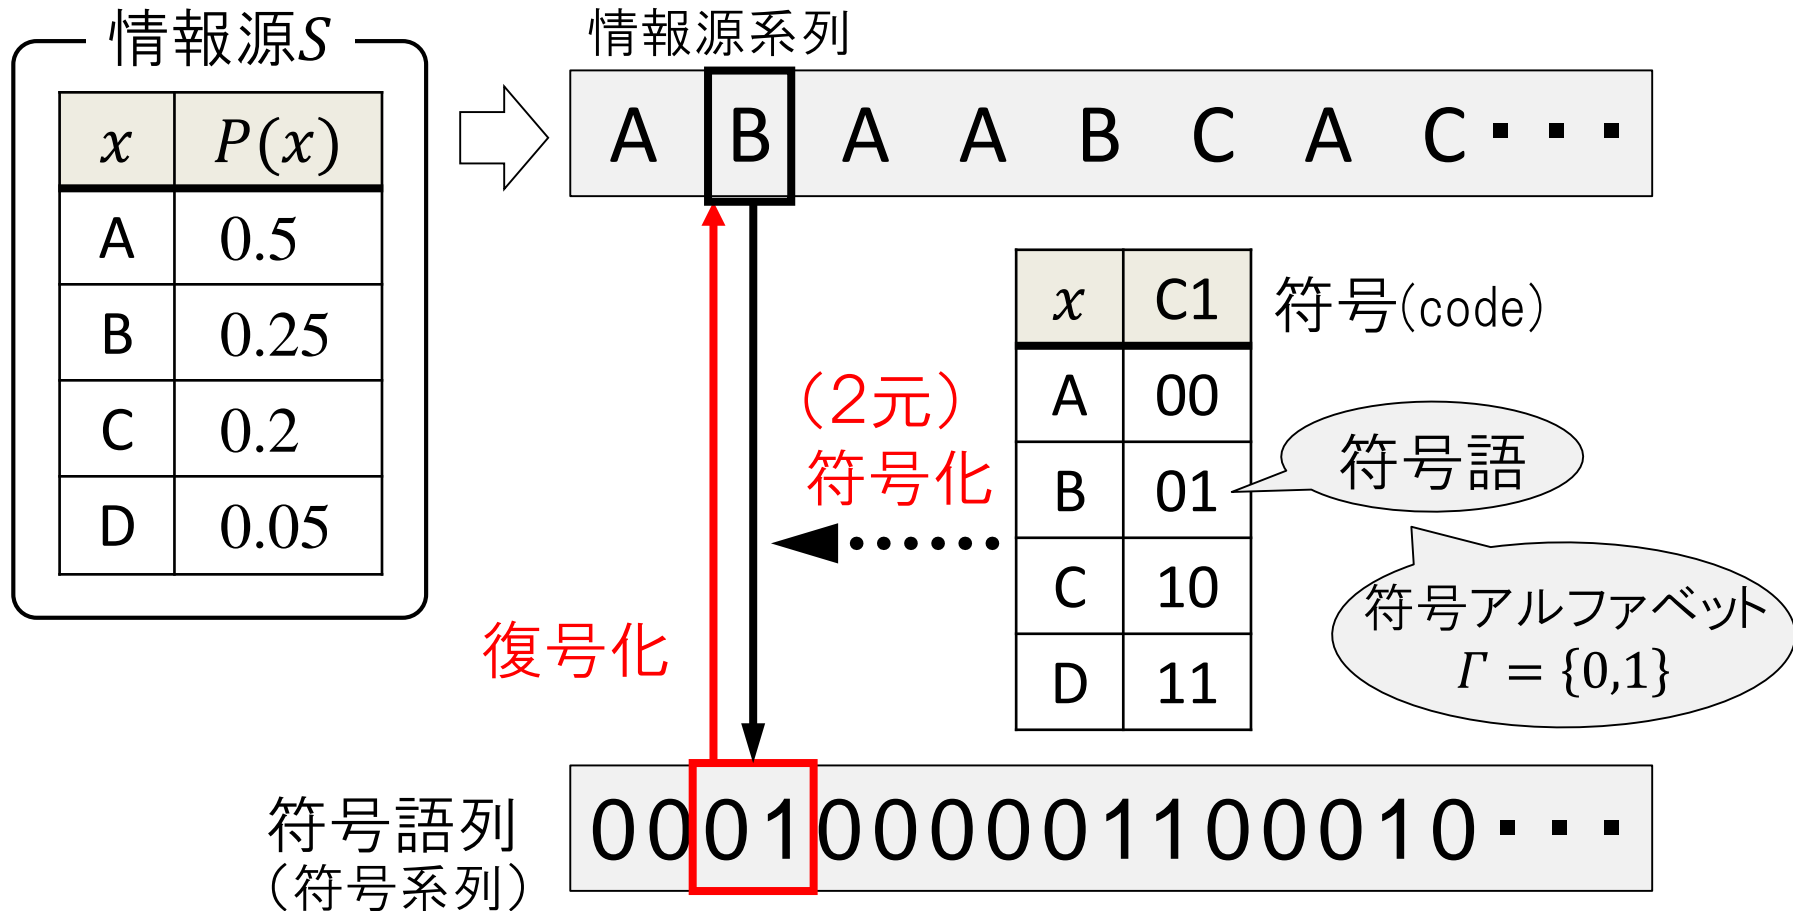 情報源S
情報源系列
x P(x)
A 0.5
B 0.25
C 0.2
D 0.05
A B A A B C A C ・・・
x C1
A 00
B 01
C 10
D 11
符号(code)
(2元)
符号化
符号語
符号アルファベット
Γ = {0,1}
復号化
符号語列
(符号系列)
0001000001100010・・・